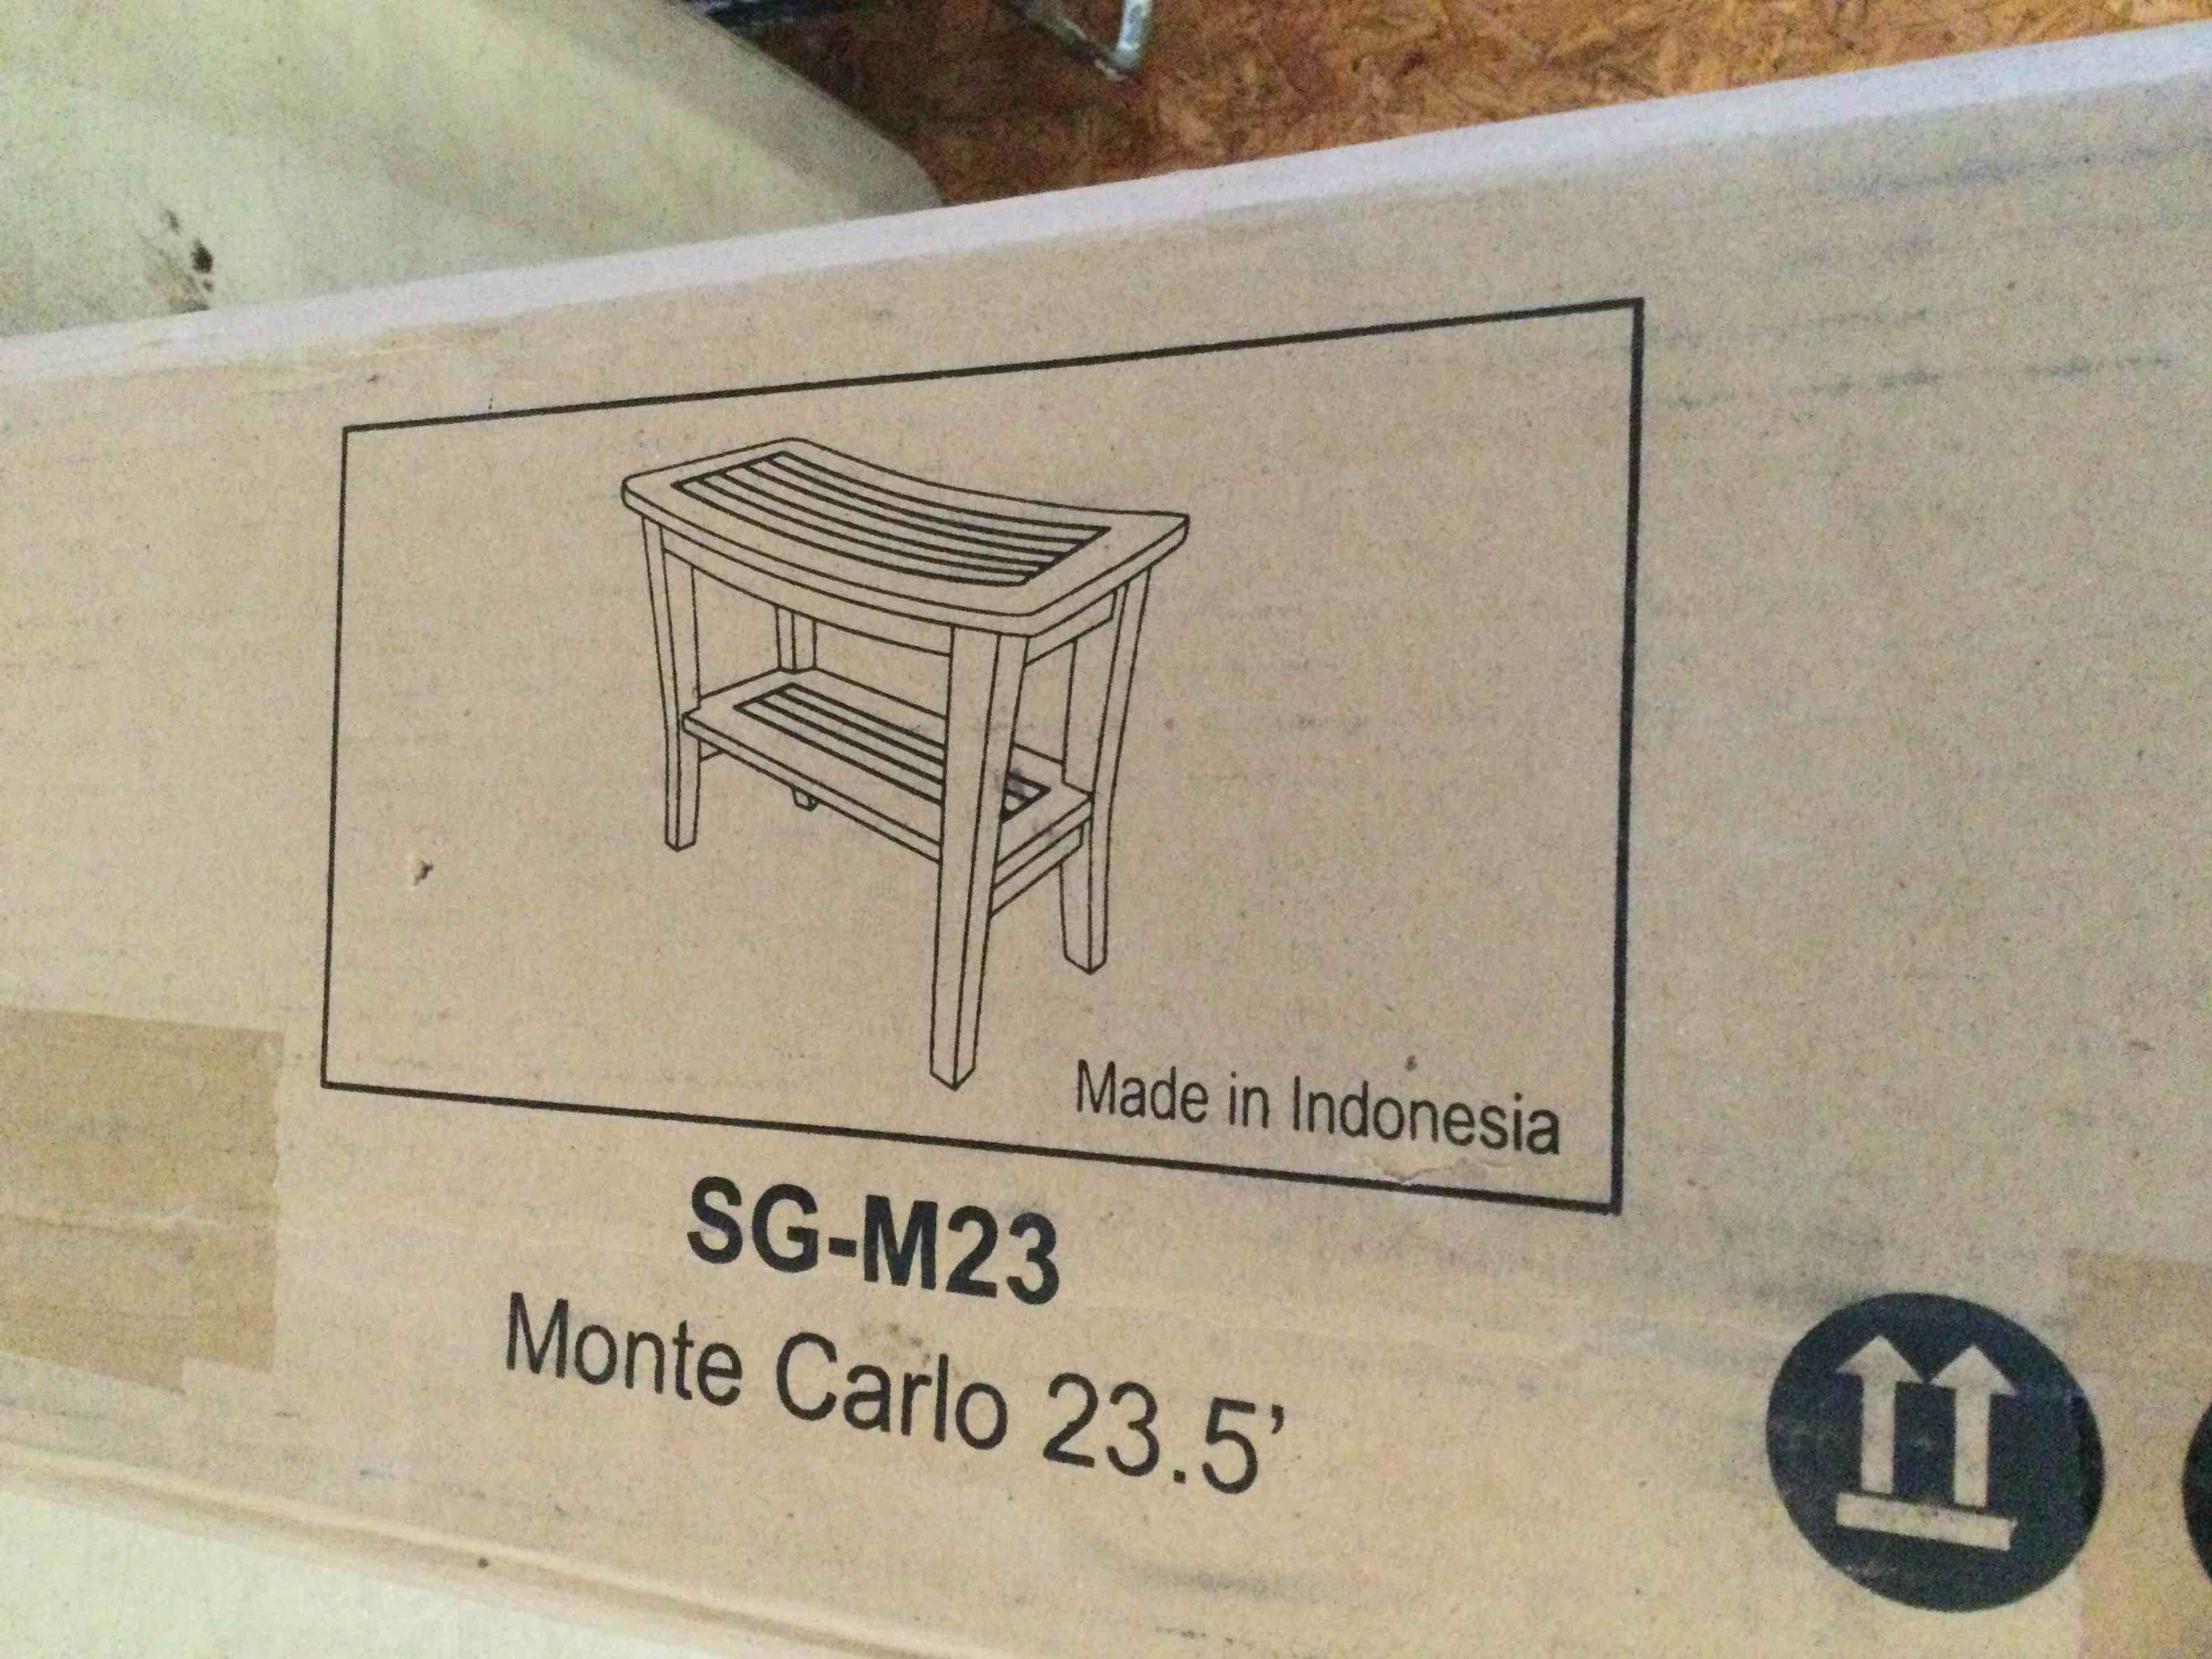 Made in Indonesia
SG-M23
Monte Carlo 23.5'